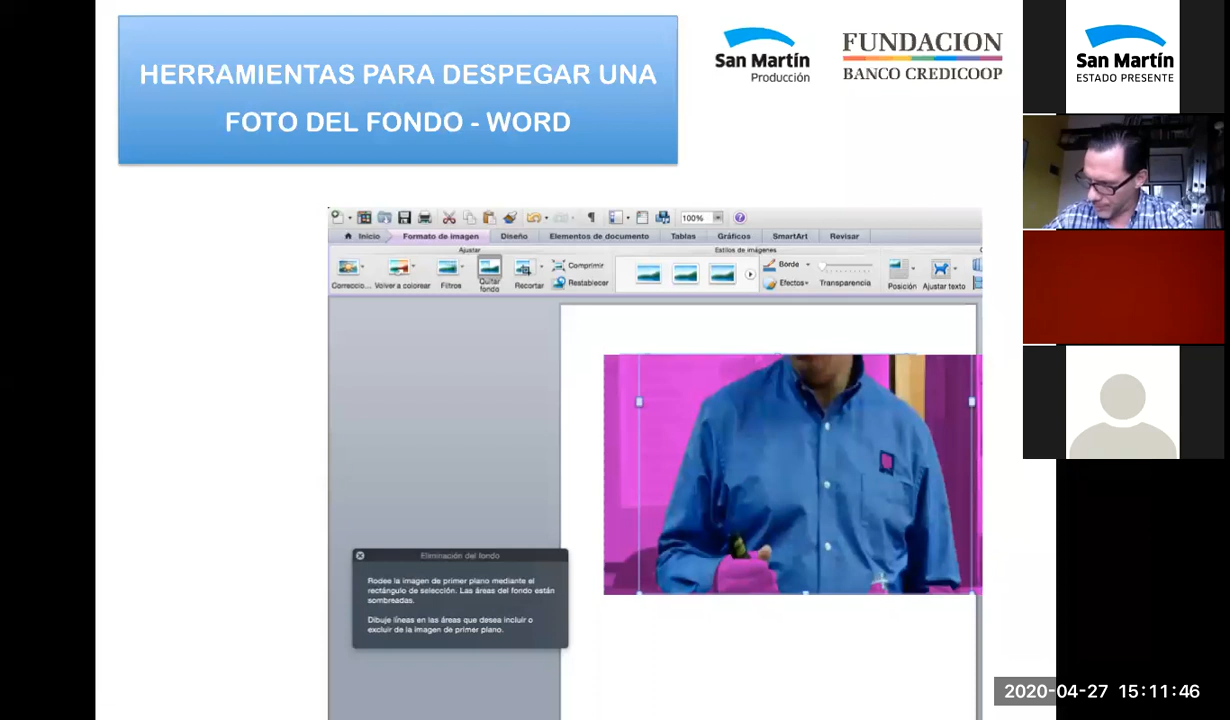 HERRAMIENTAS PARA DESPEGAR UNA
FOTO DEL FONDO - WORD
San Martín
Producción
FUNDACION
BANCO CREDICOOP
San Martín
ESTADO PRESENTE
100%
Inicio
Formato de imagen
Diseño
Elementos de documento
Tablas
Gráficos
SmartArt
Revisar
Ajustar
Estilos de imágenes
Correccio...
Volver a colorear
Filtros
Quitar
fondo
Recortar
Comprimir
Restablecer
Borde
Efectos
Transparencia
Posición
Ajustar texto
Eliminación del fondo
Rodee la imagen de primer plano mediante el
rectángulo de selección. Las áreas del fondo están
sombreadas.
Dibuje líneas en las áreas que desea incluir o
excluir de la imagen de primer plano.
2020-04-27 15:11:46